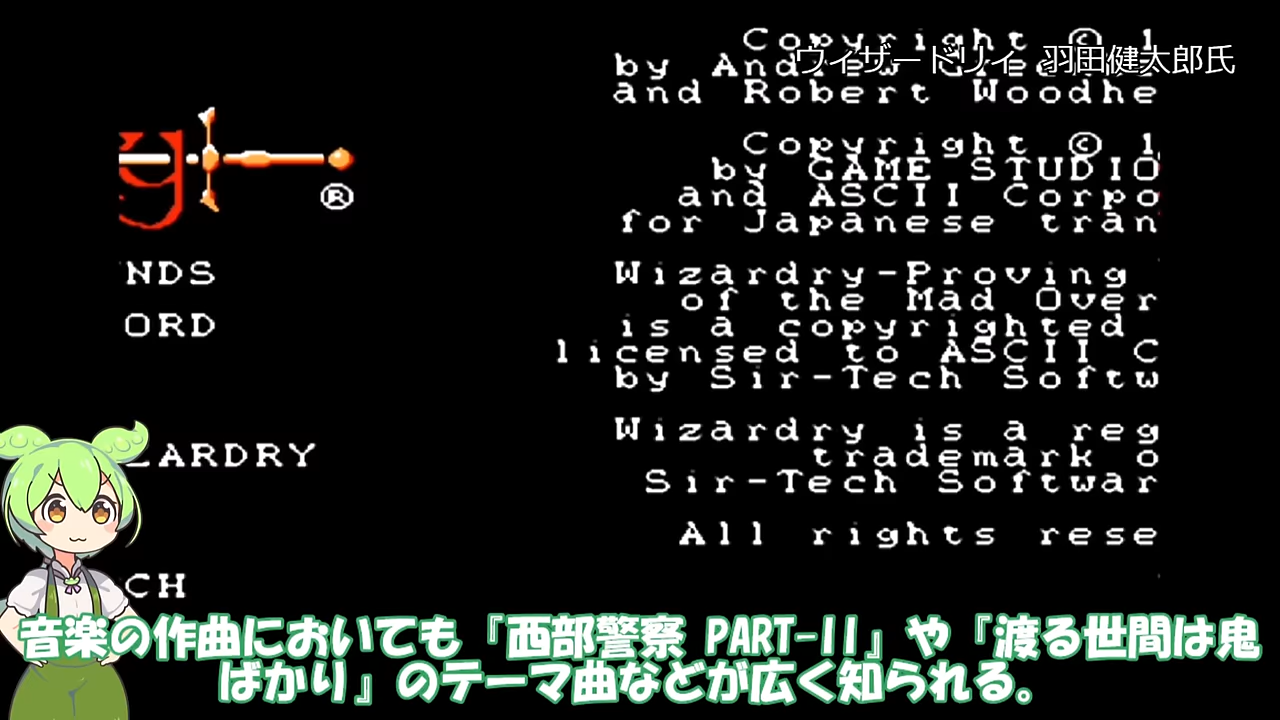 ウィザードリィ 羽田健太郎氏
y
®
NDS
ORD
ARDRY
CH
Copyright © 1
by Andrew Gree
and Robert Woodhe
Copyright © 1
by GAME STUDIO
and ASCII Corpo
for Japanese tran
Wizardry-Proving
of the Mad Over
is a copyrighted
licensed to ASCII C
by Sir-Tech Softw
Wizardry is a reg
trademark o
Sir-Tech Softwar
All rights rese
音楽の作曲においても『西部警察 PART-II』や『渡る世間は鬼
ばかり』のテーマ曲などが広く知られる。